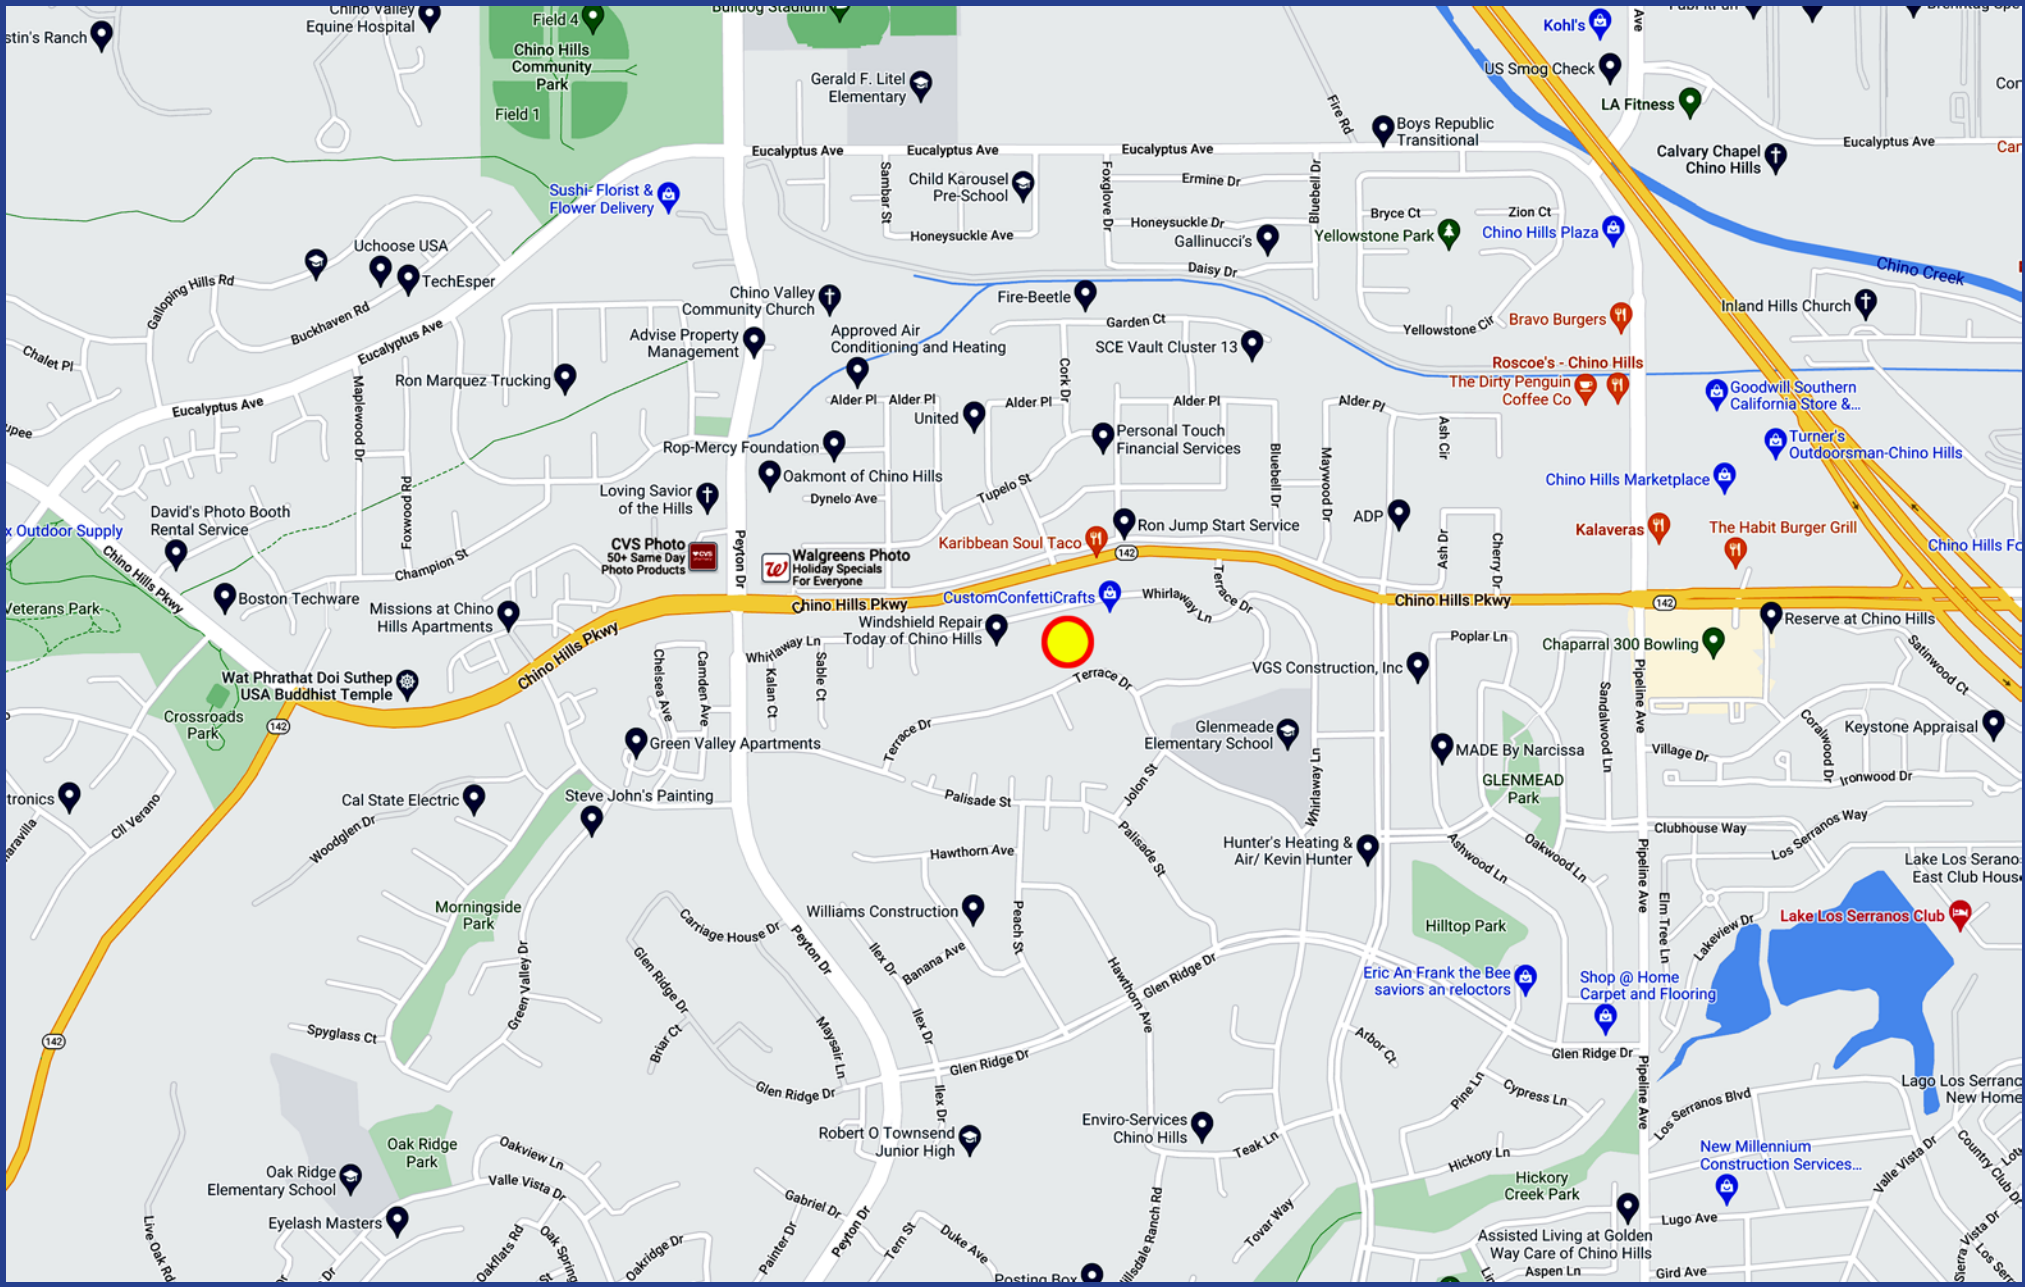 Chino Valley
Equine Hospital
stin's Ranch
Field 4
Chino Hills
Community
Park
Field 1
Bulldog Stadium
Gerald F. Litel
Elementary
Kohl's
Ave
US Smog Check
LA Fitness
Fire Rd
Boys Republic
Transitional
Calvary Chapel
Chino Hills
Eucalyptus Ave
Eucalyptus Ave
Eucalyptus Ave
Eucalyptus Ave
Sushi- Florist &
Flower Delivery
Sambar St
Child Karousel
Pre-School
Foxglove Dr
Ermine Dr
Bluebell Dr
Honeysuckle Dr
Honeysuckle Ave
Gallinucci's
Daisy Dr
Bryce Ct
Zion Ct
Yellowstone Park
Chino Hills Plaza
Yellowstone Cir
Chino Creek
Uchoose USA
TechEsper
Galloping Hills Rd
Buckhaven Rd
Eucalyptus Ave
Chalet Pl
Chino Valley
Community Church
Fire-Beetle
Bravo Burgers
Inland Hills Church
Advise Property
Management
Approved Air
Conditioning and Heating
Garden Ct
SCE Vault Cluster 13
Cork Dr
Roscoe's - Chino Hills
The Dirty Penguin
Coffee Co
Goodwill Southern
California Store &...
Ron Marquez Trucking
Eucalyptus Ave
Maplewood Dr
upee
Alder Pl
Alder Pl
Alder Pl
Alder Pl
Alder Pl
United
Ash Cir
Personal Touch
Financial Services
Turner's
Outdoorsman-Chino Hills
Rop-Mercy Foundation
Oakmont of Chino Hills
Bluebell Dr
Maywood Dr
Chino Hills Marketplace
Foxwood Rd
Loving Savior
of the Hills
Dynelo Ave
Tupelo St
x Outdoor Supply
David's Photo Booth
Rental Service
Ron Jump Start Service
ADP
Kalaveras
The Habit Burger Grill
Karibbean Soul Taco
142
Ash Dr
Cherry Dr
Chino Hills Fo
CVS Photo
50+ Same Day
Photo Products
CVS
Peyton Dr
Walgreens Photo
Holiday Specials
For Everyone
Champion St
Chino Hills Pkwy
Boston Techware
Veterans Park
Missions at Chino
Hills Apartments
Chino Hills Pkwy
Chino Hills Pkwy
Chino Hills Pkwy
142
CustomConfettiCrafts
Whirlaway Ln
Terrace Dr
Windshield Repair
Today of Chino Hills
Reserve at Chino Hills
Poplar Ln
Chaparral 300 Bowling
Satinwood Ct
Whirlaway Ln
Chelsea Ave
Camden Ave
Kalan Ct
Sable Ct
Wat Phrathat Doi Suthep
USA Buddhist Temple
Crossroads
Park
142
Terrace Dr
VGS Construction, Inc
Pipeline Ave
Sandalwood Ln
Terrace Dr
Glenmeade
Elementary School
Whirlaway Ln
MADE By Narcissa
GLENMEAD
Park
Village Dr
Coralwood Dr
Ironwood Dr
Keystone Appraisal
Green Valley Apartments
Steve John's Painting
Cal State Electric
Woodglen Dr
tronics
Cll Verano
aravilla
Palisade St
Jolon St
Palisade St
Hawthorn Ave
Hunter's Heating &
Air/ Kevin Hunter
Ashwood Ln
Oakwood Ln
Clubhouse Way
Los Serranos Way
Lake Los Serano
East Club Hous
Morningside
Park
Williams Construction
Peach St
Carriage House Dr
Peyton Dr
Ilex Dr
Banana Ave
Hilltop Park
Pipeline Ave
Elm Tree Ln
Lakeview Dr
Lake Los Serranos Club
Glen Ridge Dr
Green Valley Dr
Hawthorn Ave
Glen Ridge Dr
Eric An Frank the Bee
saviors an reloctors
Shop @ Home
Carpet and Flooring
Spyglass Ct
142
Briar Ct
Maysair Ln
Ilex Dr
Glen Ridge Dr
Arbor Ct
Glen Ridge Dr
Pipeline Ave
Glen Ridge Dr
Ilex Dr
Pine Ln
Cypress Ln
Los Serranos Blvd
Lago Los Serranc
New Home
Oak Ridge
Park
Oak Ridge
Elementary School
Oakview Ln
Valle Vista Dr
Eyelash Masters
Robert O Townsend
Junior High
Enviro-Services
Chino Hills
Teak Ln
Hickory Ln
Hickory
Creek Park
New Millennium
Construction Services...
Valle Vista Dr
Country Club Dr
Lou
Gabriel Dr
Live Oak Rd
Oakflats Rd
Oak Spring
St
Oakridge Dr
Painter Dr
Peyton Dr
Tern St
Duke Ave
Posting Box
illsdale Ranch Rd
Tovar Way
Assisted Living at Golden
Way Care of Chino Hills
Aspen Ln
Lugo Ave
Gird Ave
Sierra Vista Dr
Los Ser
Dr
Dr